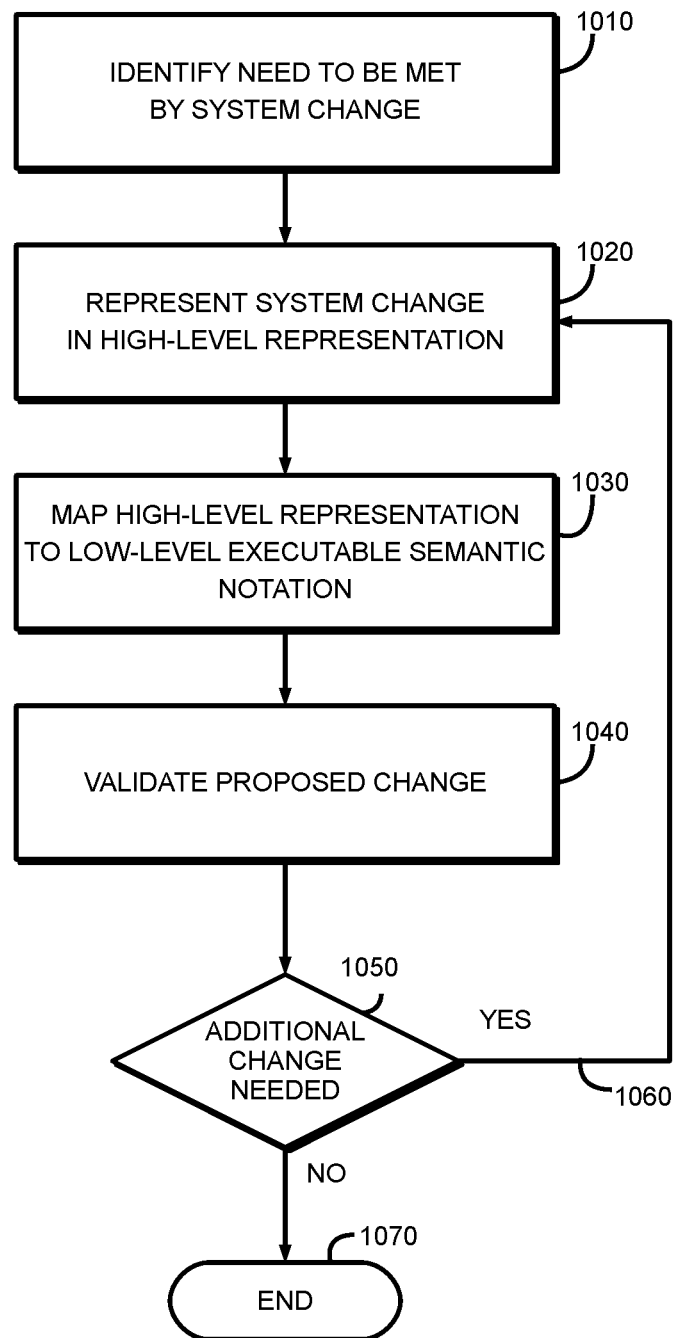 1010
IDENTIFY NEED TO BE MET
BY SYSTEM CHANGE
1020
REPRESENT SYSTEM CHANGE
IN HIGH-LEVEL REPRESENTATION
1030
MAP HIGH-LEVEL REPRESENTATION
TO LOW-LEVEL EXECUTABLE SEMANTIC
NOTATION
1040
VALIDATE PROPOSED CHANGE
1050
ADDITIONAL
CHANGE
NEEDED
YES
1060
NO
1070
END